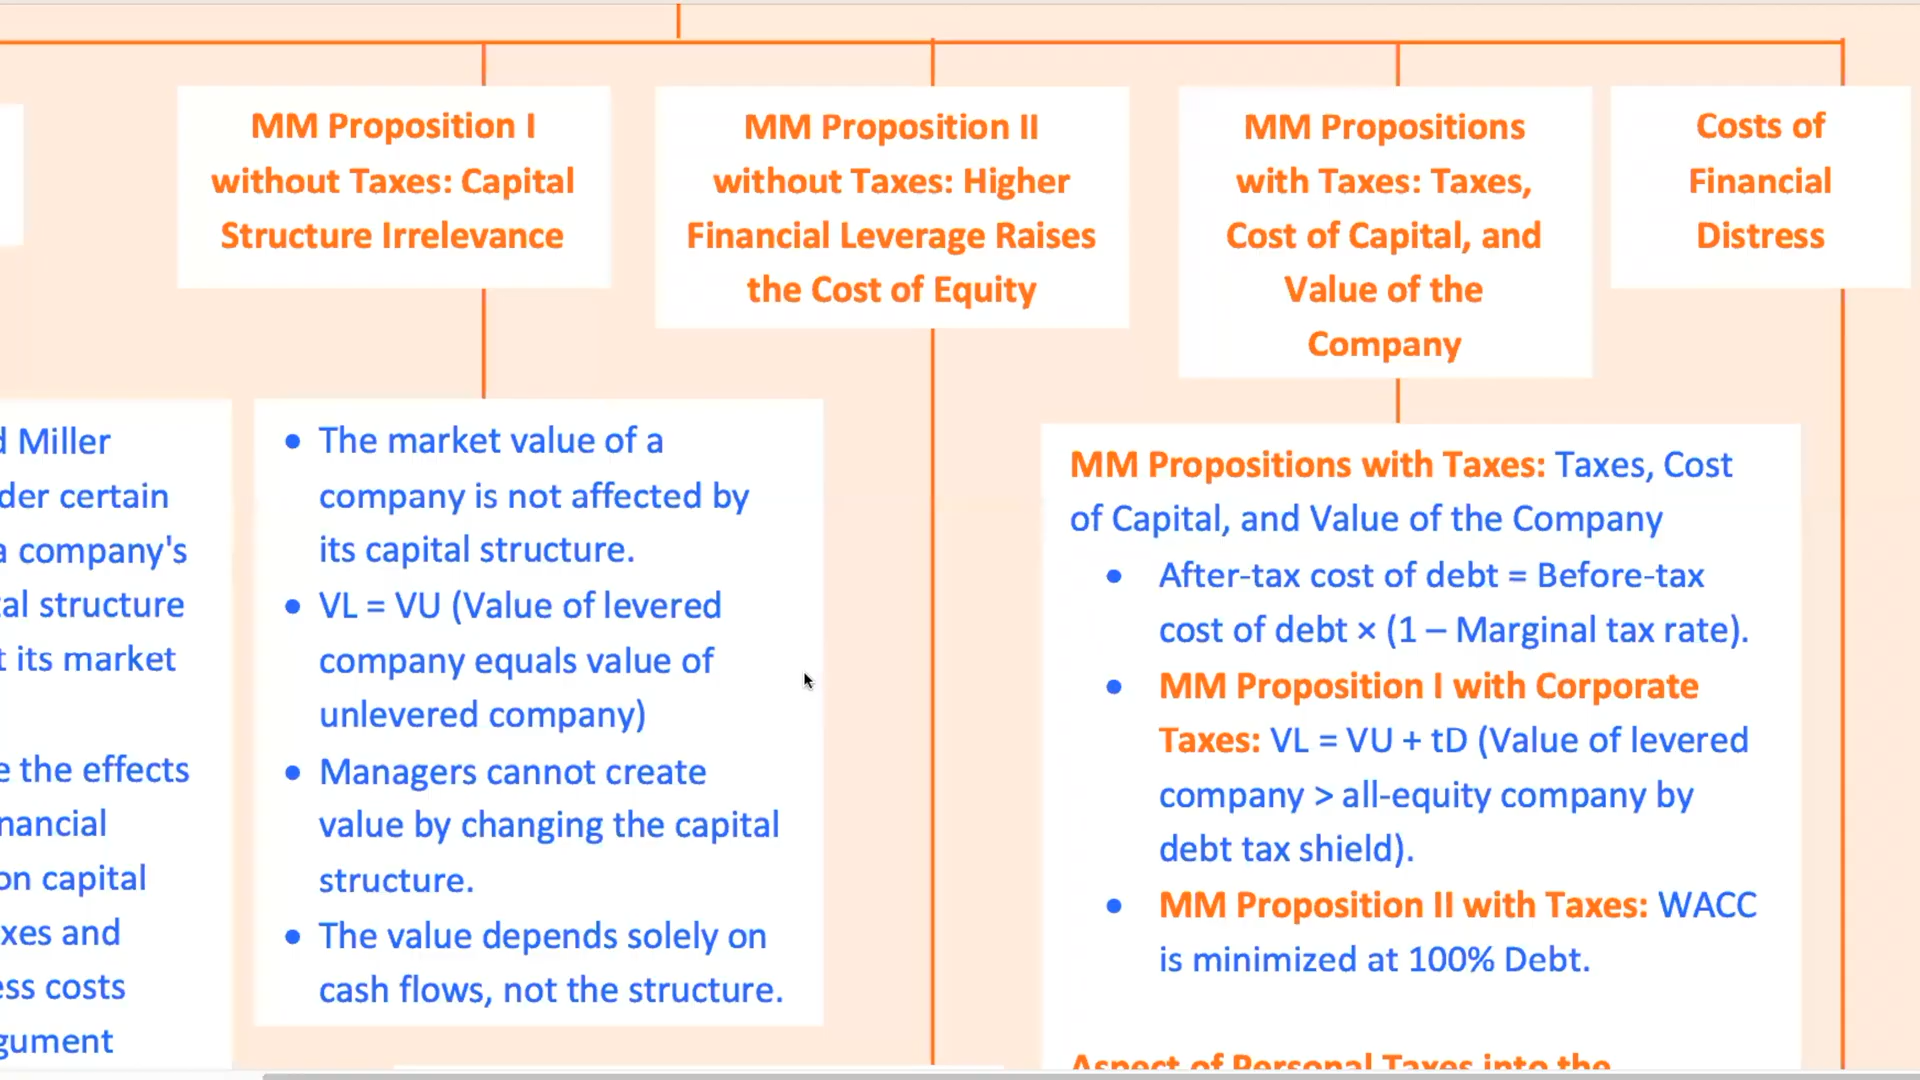 MM Proposition I
without Taxes: Capital
Structure Irrelevance
MM Proposition II
without Taxes: Higher
Financial Leverage Raises
the Cost of Equity
MM Propositions
with Taxes: Taxes,
Cost of Capital, and
Value of the
Company
Costs of
Financial
Distress
Miller
certain
a company's
structure
its market
the effects
on capital
and
costs
• The market value of a
company is not affected by
its capital structure.
• VL = VU (Value of levered
company equals value of
unlevered company)
• Managers cannot create
value by changing the capital
structure.
• The value depends solely on
cash flows, not the structure.
MM Propositions with Taxes: Taxes, Cost
of Capital, and Value of the Company
• After-tax cost of debt = Before-tax
cost of debt × (1 – Marginal tax rate).
• MM Proposition I with Corporate
Taxes: VL = VU + tD (Value of levered
company > all-equity company by
debt tax shield).
• MM Proposition II with Taxes: WACC
is minimized at 100% Debt.
Aspect of Personal Taxes into the